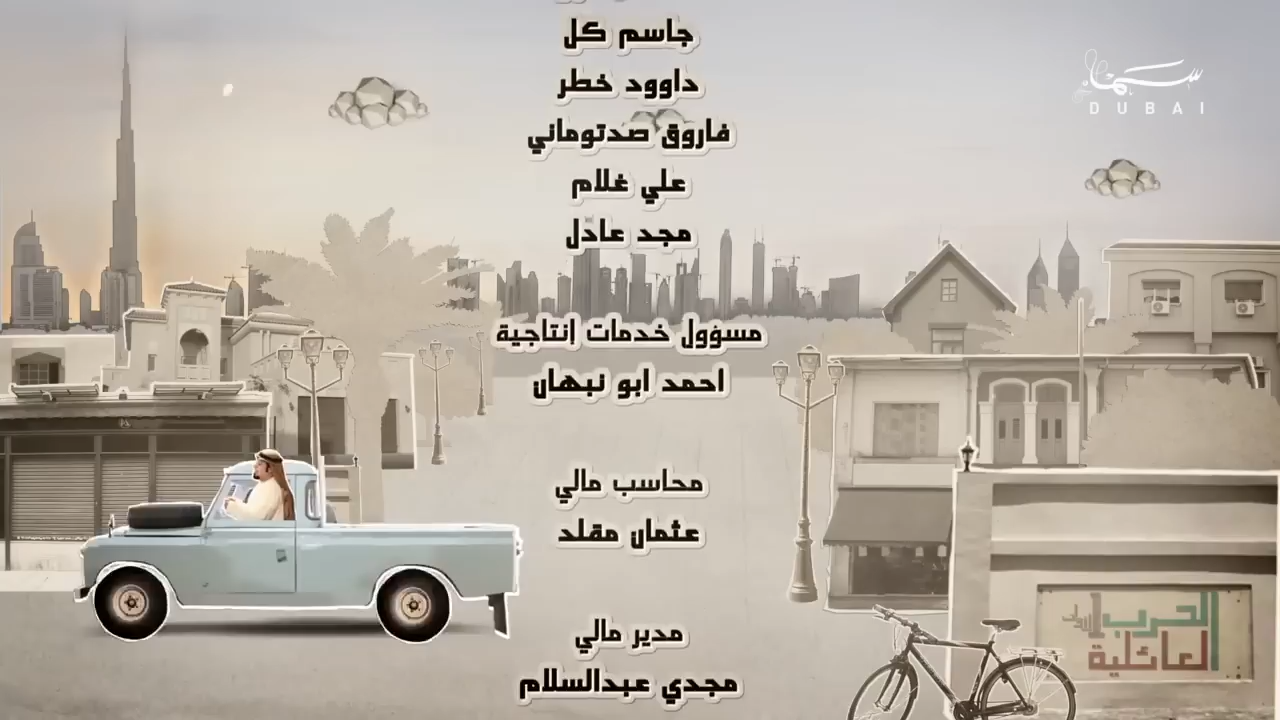 جاسم كل
داوود خطر
فاروق صدتوماني
علي غلام
مجد عادل
مسؤول خدمات إنتاجية
احمد ابو نبهان
محاسب مالي
عثمان مقلد
مدير مالي
مجدي عبدالسلام
سما
DUBAI
الحرب
العائلية